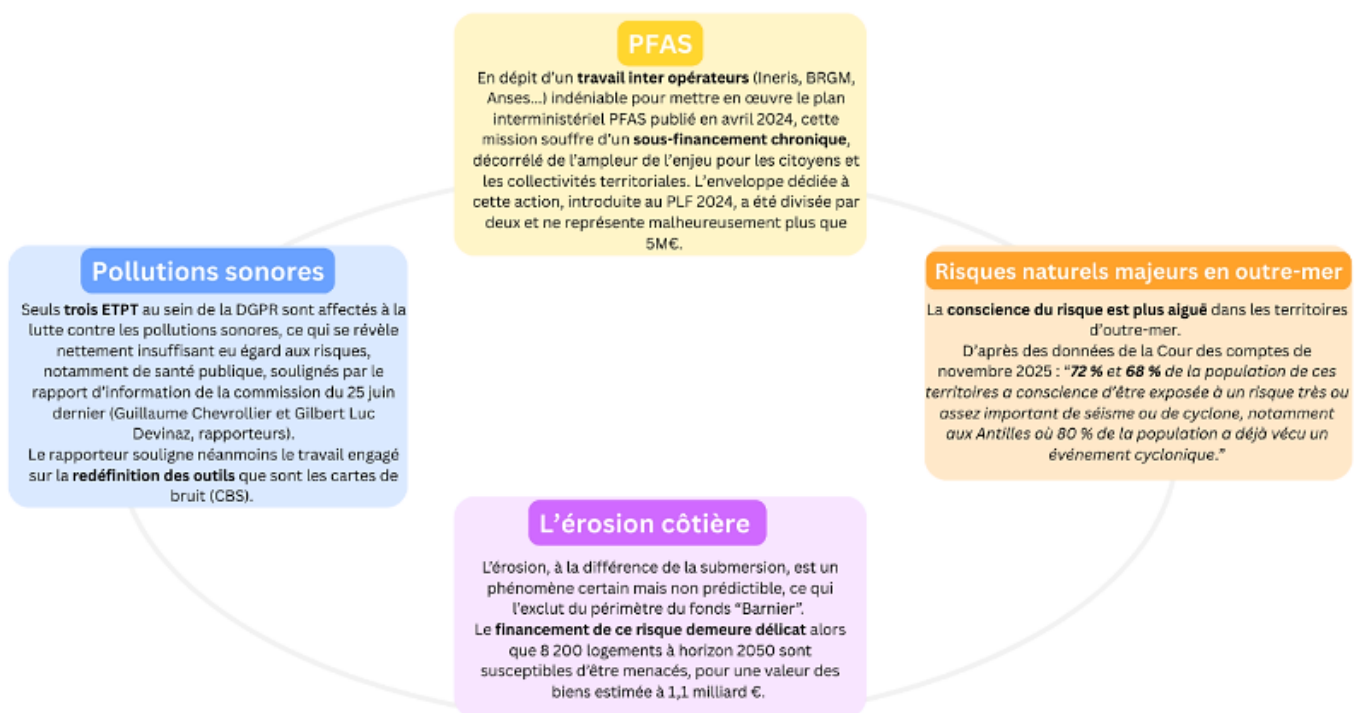 PFAS
En dépit d'un travail inter opérateurs (Ineris, BRGM,
Anses...) indéniable pour mettre en œuvre le plan
interministériel PFAS publié en avril 2024, cette
mission souffre d'un sous-financement chronique,
décorrélé de l'ampleur de l'enjeu pour les citoyens et
les collectivités territoriales. L'enveloppe dédiée à
cette action, introduite au PLF 2024, a été divisée par
deux et ne représente malheureusement plus que
5M€.
Pollutions sonores
Seuls trois ETPT au sein de la DGPR sont affectés à la
lutte contre les pollutions sonores, ce qui se révèle
nettement insuffisant eu égard aux risques,
notamment de santé publique, soulignés par le
rapport d'information de la commission du 25 juin
dernier (Guillaume Chevrollier et Gilbert Luc
Devinaz, rapporteurs).
Le rapporteur souligne néanmoins le travail engagé
sur la redéfinition des outils que sont les cartes de
bruit (CBS).
Risques naturels majeurs en outre-mer
La conscience du risque est plus aiguë dans les territoires
d'outre-mer.
D'après des données de la Cour des comptes de
novembre 2025 : "72 % et 68 % de la population de ces
territoires a conscience d'être exposée à un risque très ou
assez important de séisme ou de cyclone, notamment
aux Antilles où 80 % de la population a déjà vécu un
événement cyclonique."
L'érosion côtière
L'érosion, à la différence de la submersion, est un
phénomène certain mais non prédictible, ce qui
l'exclut du périmètre du fonds "Barnier".
Le financement de ce risque demeure délicat alors
que 8 200 logements à horizon 2050 sont
susceptibles d'être menacés, pour une valeur des
biens estimée à 1,1 milliard €.